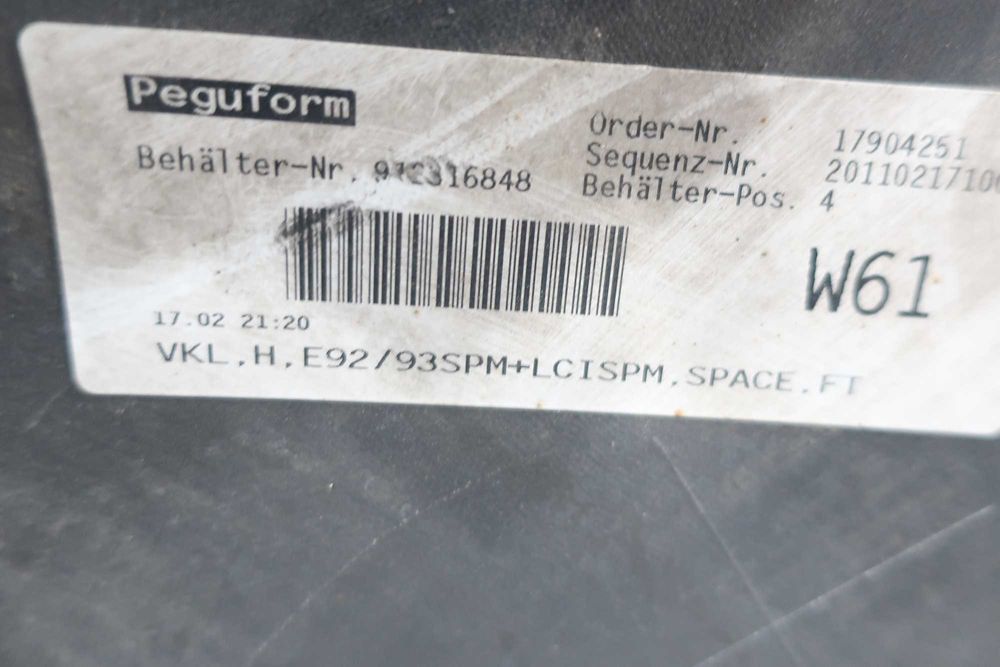 Peguform
Behälter-Nr. 912316848
Order-Nr. 17904251
Sequenz-Nr.
Behälter-Pos. 4
W61
17.02 21:20
VKL,H,E92/93SPM+LCISPM,SPACE,FT